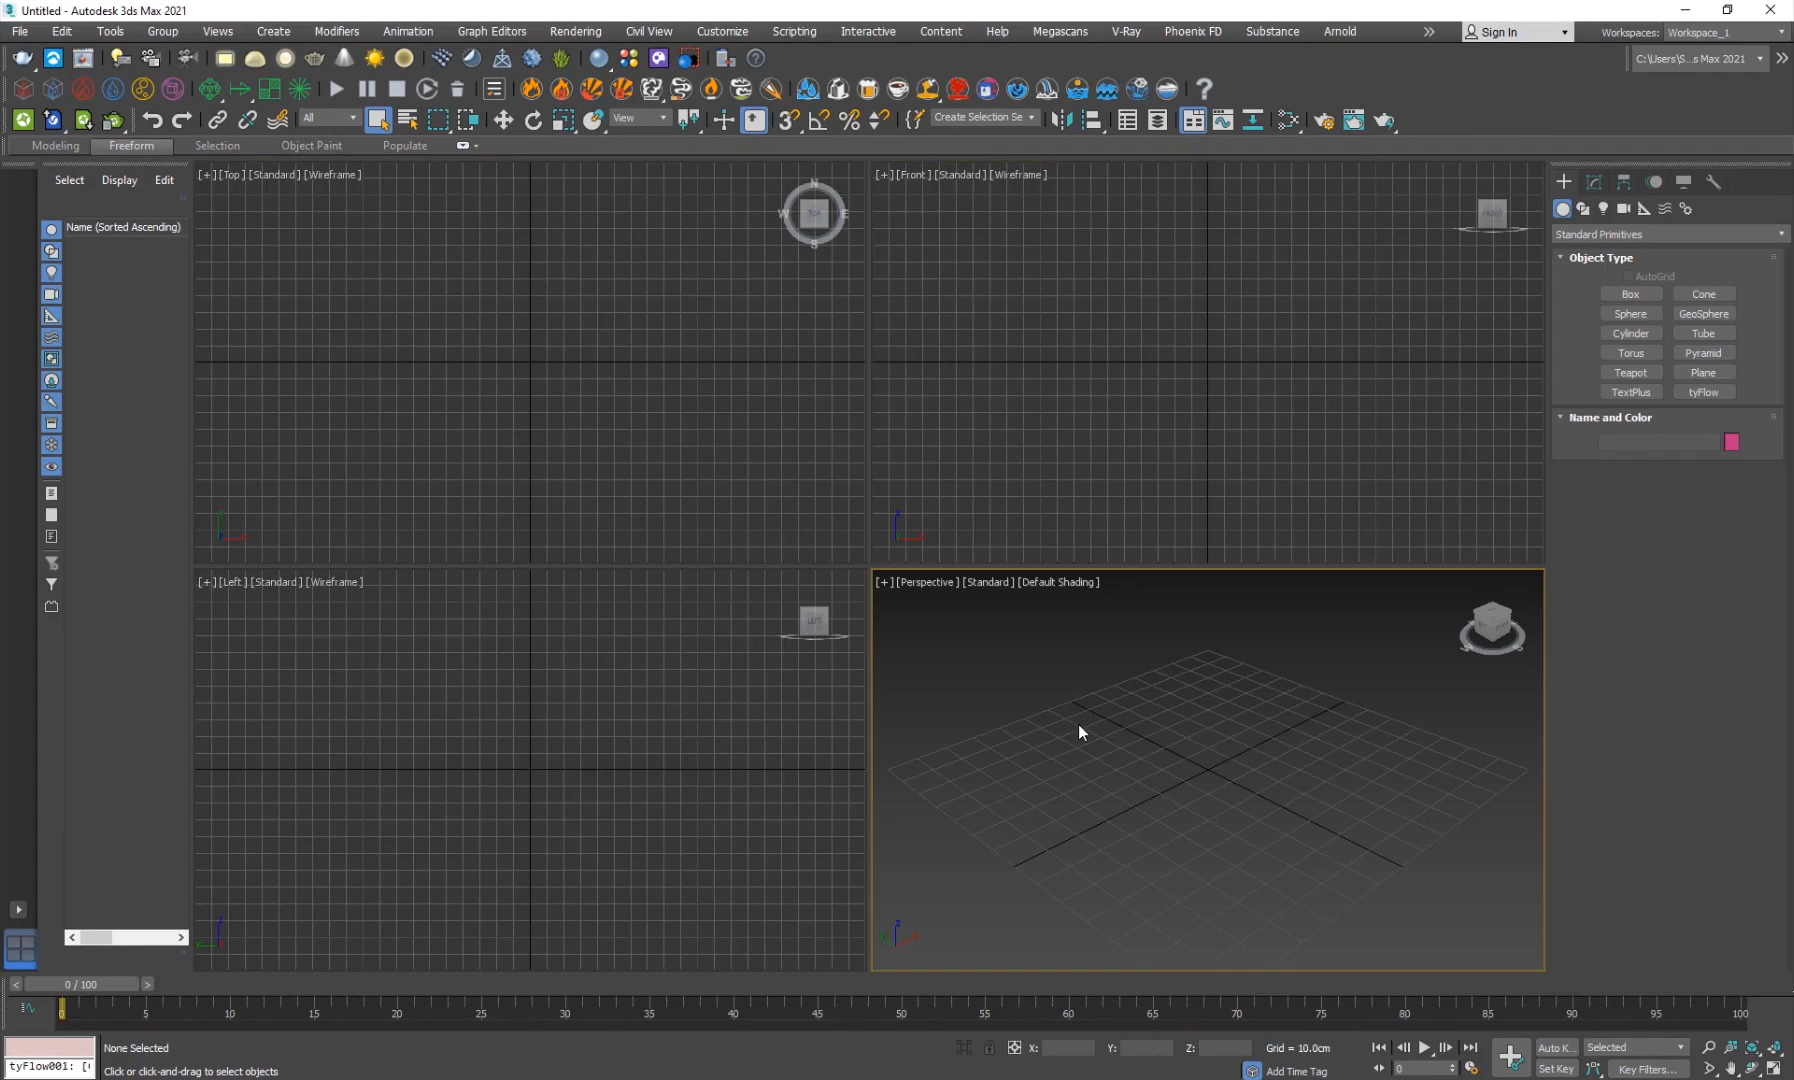 Untitled - Autodesk 3ds Max 2021
File Edit Tools Group Views Create Modifiers Animation Graph Editors Rendering Civil View Customize Scripting Interactive Content Help Megascans V-Ray Phoenix FD Substance Arnold » Sign In Workspaces: Workspace_1
C:\Users\S...s Max 2021 »
All View Create Selection Se
Modeling Freeform Selection Object Paint Populate
Select Display Edit
Name (Sorted Ascending)
[+] [Top] [Standard] [Wireframe]
N
W TOP E
S
[+] [Front] [Standard] [Wireframe]
FRONT
[+] [Left] [Standard] [Wireframe]
LEFT
[+] [Perspective] [Standard] [Default Shading]
Standard Primitives
Object Type
AutoGrid
Box Cone
Sphere GeoSphere
Cylinder Tube
Torus Pyramid
Teapot Plane
TextPlus tyFlow
Name and Color
< 0 / 100 >
0 5 10 15 20 25 30 35 40 45 50 55 60 65 70 75 80 85 90 95 100
None Selected X: Y: Z: Grid = 10.0cm Auto K... Selected
tyFlow001: Click or click-and-drag to select objects Add Time Tag 0 Set Key Key Filters...